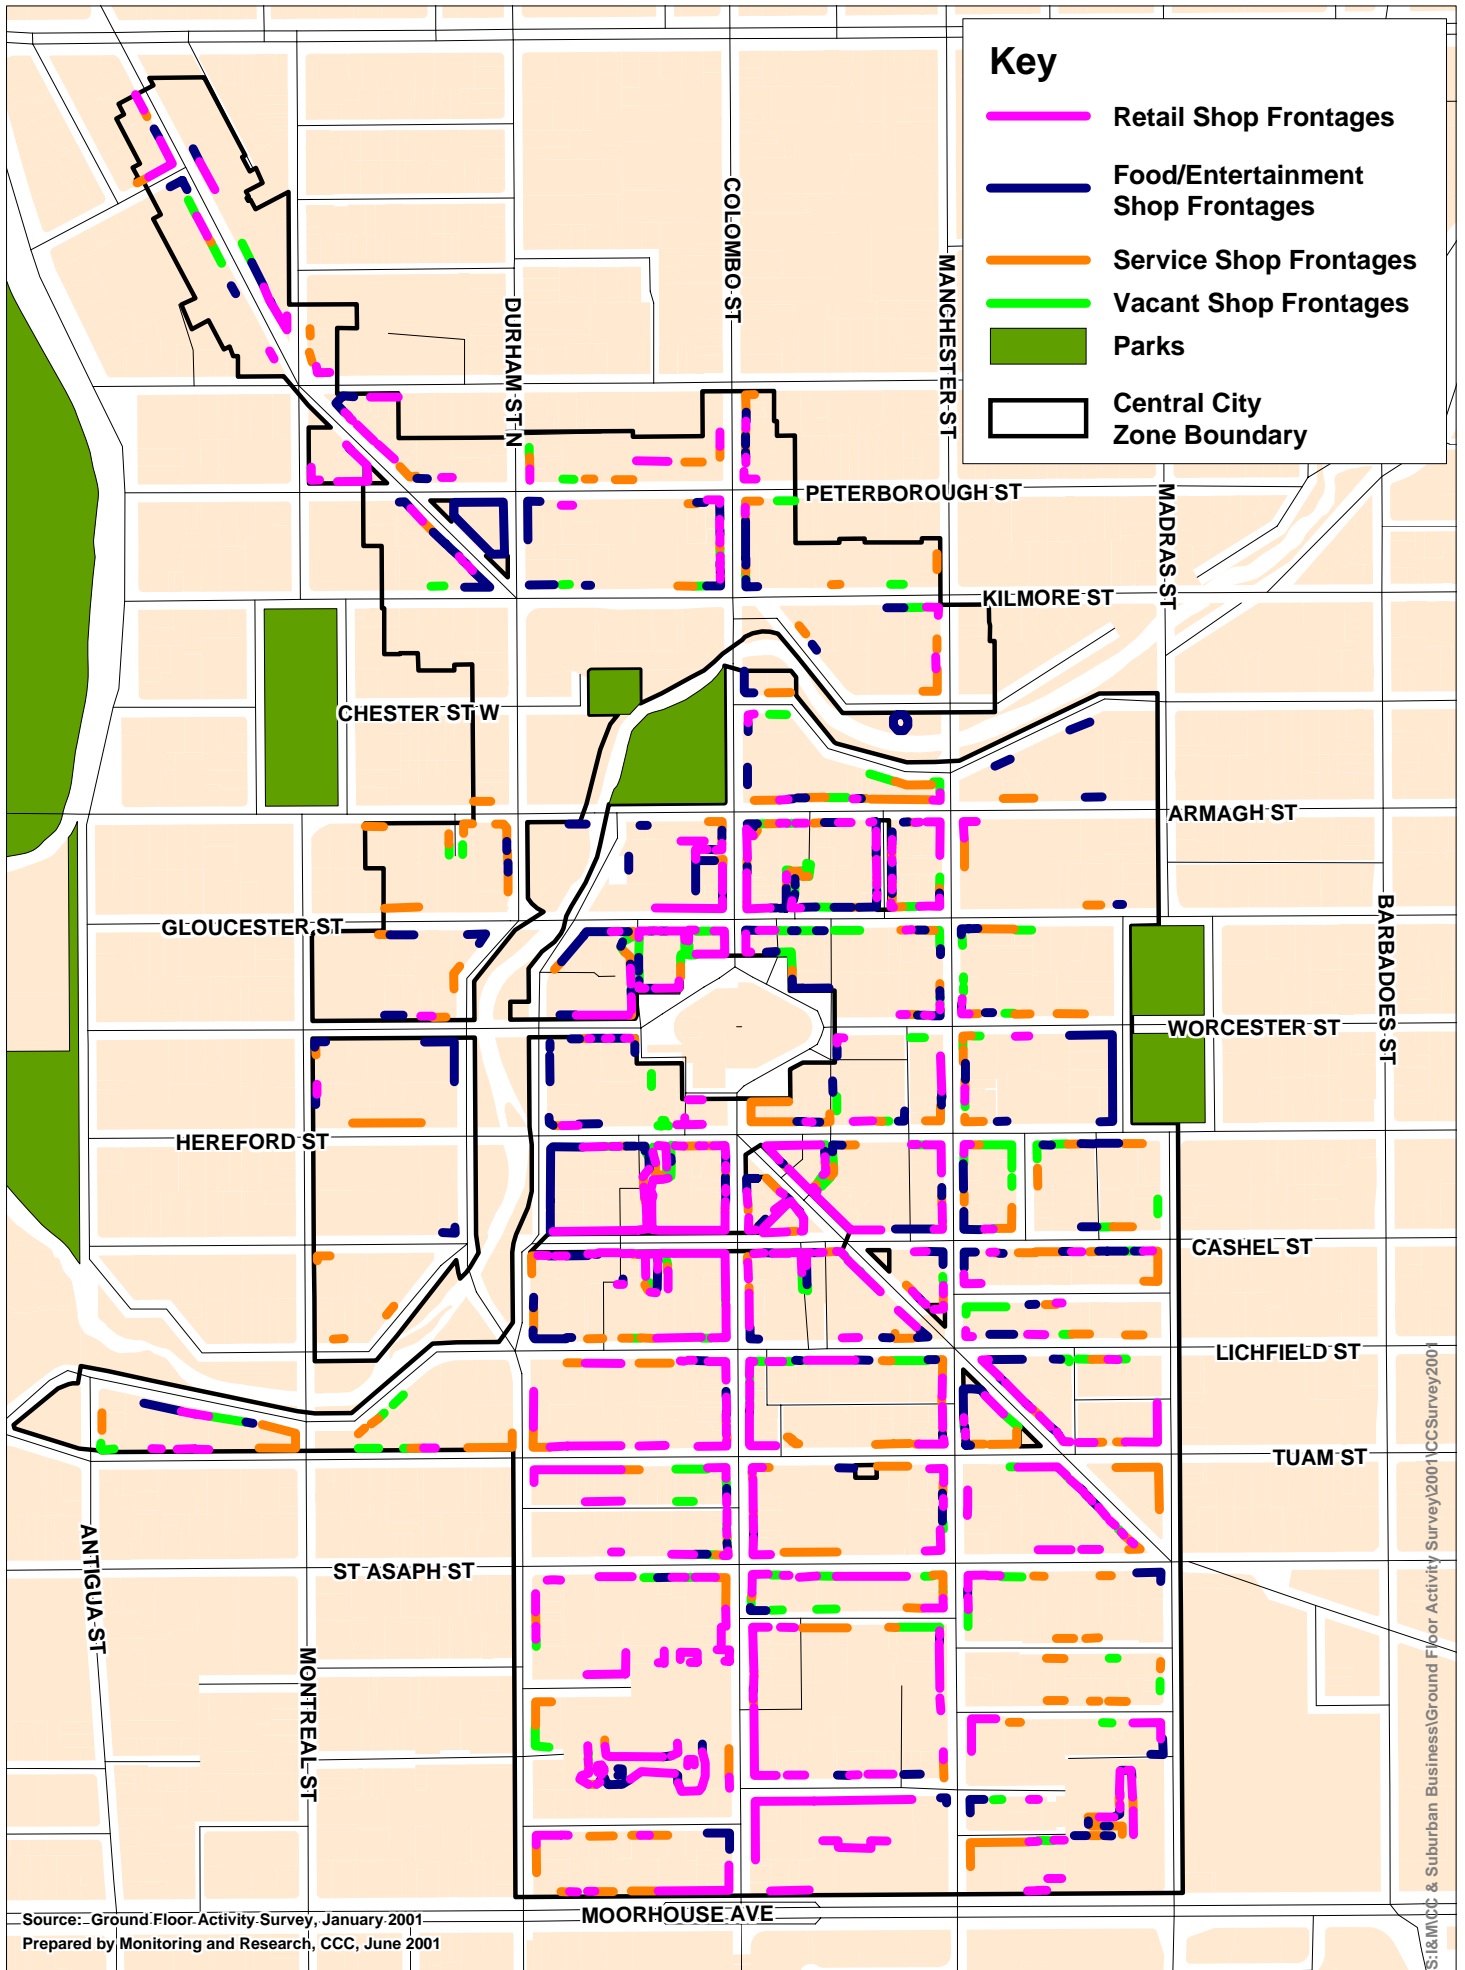 Key
Retail Shop Frontages
Food/Entertainment
Shop Frontages
Service Shop Frontages
Vacant Shop Frontages
Parks
Central City
Zone Boundary
COLOMBO ST
MANCHESTER ST
DURHAM ST N
PETERBOROUGH ST
MADRAS ST
KILMORE ST
CHESTER ST W
ARMAGH ST
GLOUCESTER ST
BARBADOES ST
WORCESTER ST
HEREFORD ST
CASHEL ST
LICHFIELD ST
TUAM ST
ANTIGUA ST
ST ASAPH ST
MONTREAL ST
MOORHOUSE AVE
Source: Ground Floor Activity Survey, January 2001
Prepared by Monitoring and Research, CCC, June 2001
S:\I&M\CC & Suburban Business\Ground Floor Activity Survey\2001\CCSurvey2001